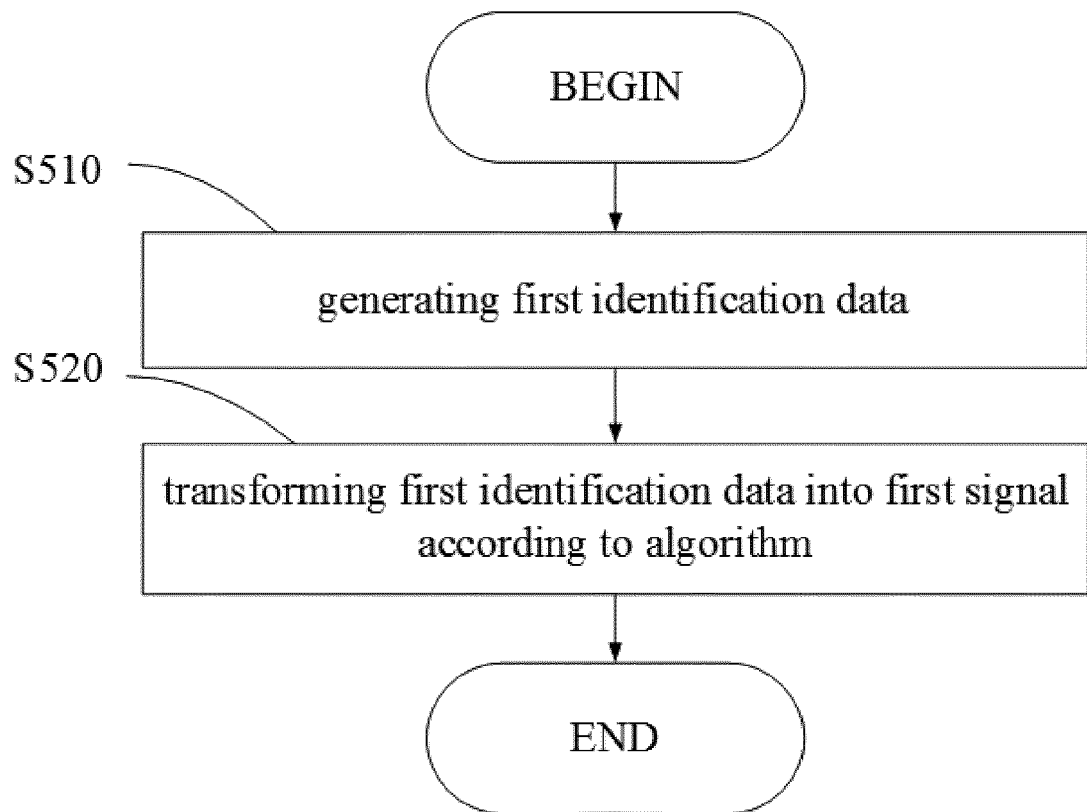 BEGIN
S510
generating first identification data
S520
transforming first identification data into first signal
according to algorithm
END